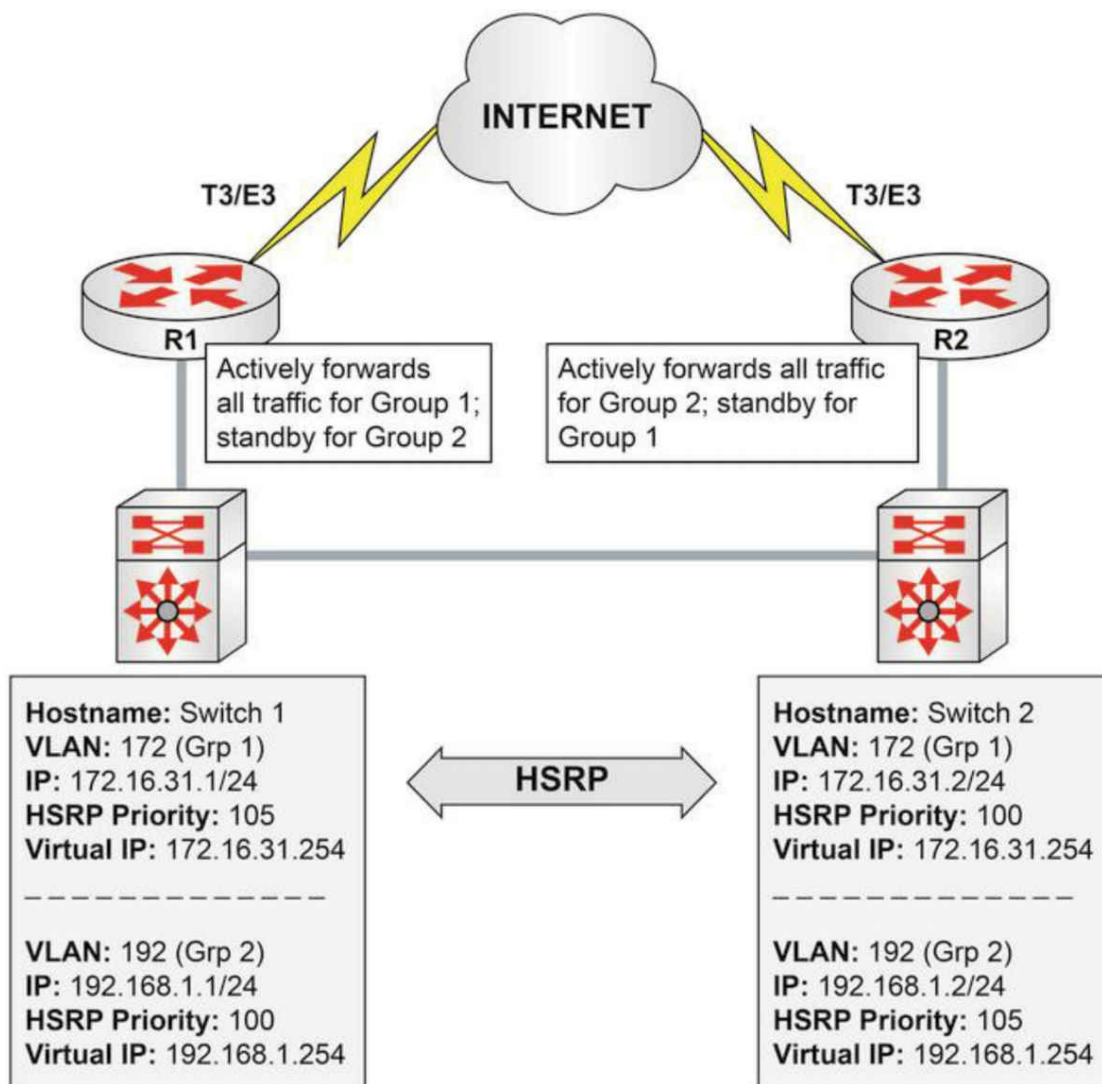 INTERNET
T3/E3
T3/E3
R1
R2
Actively forwards
all traffic for Group 1;
standby for Group 2
Actively forwards all traffic
for Group 2; standby for
Group 1
Hostname: Switch 1
VLAN: 172 (Grp 1)
IP: 172.16.31.1/24
HSRP Priority: 105
Virtual IP: 172.16.31.254
VLAN: 192 (Grp 2)
IP: 192.168.1.1/24
HSRP Priority: 100
Virtual IP: 192.168.1.254
HSRP
Hostname: Switch 2
VLAN: 172 (Grp 1)
IP: 172.16.31.2/24
HSRP Priority: 100
Virtual IP: 172.16.31.254
VLAN: 192 (Grp 2)
IP: 192.168.1.2/24
HSRP Priority: 105
Virtual IP: 192.168.1.254